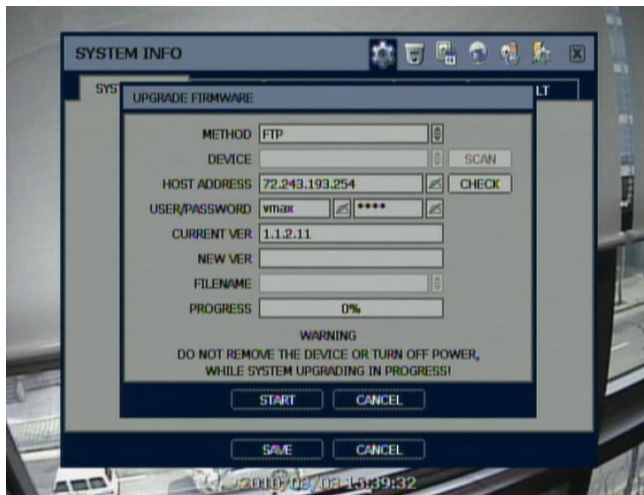 SYSTEM INFO
SYS
LT
UPGRADE FIRMWARE
METHOD FTP
DEVICE SCAN
HOST ADDRESS 72.243.193.254 CHECK
USER/PASSWORD vmax ****
CURRENT VER 1.1.2.11
NEW VER
FILENAME
PROGRESS 0%
WARNING
DO NOT REMOVE THE DEVICE OR TURN OFF POWER,
WHILE SYSTEM UPGRADING IN PROGRESS!
START CANCEL
SAVE CANCEL